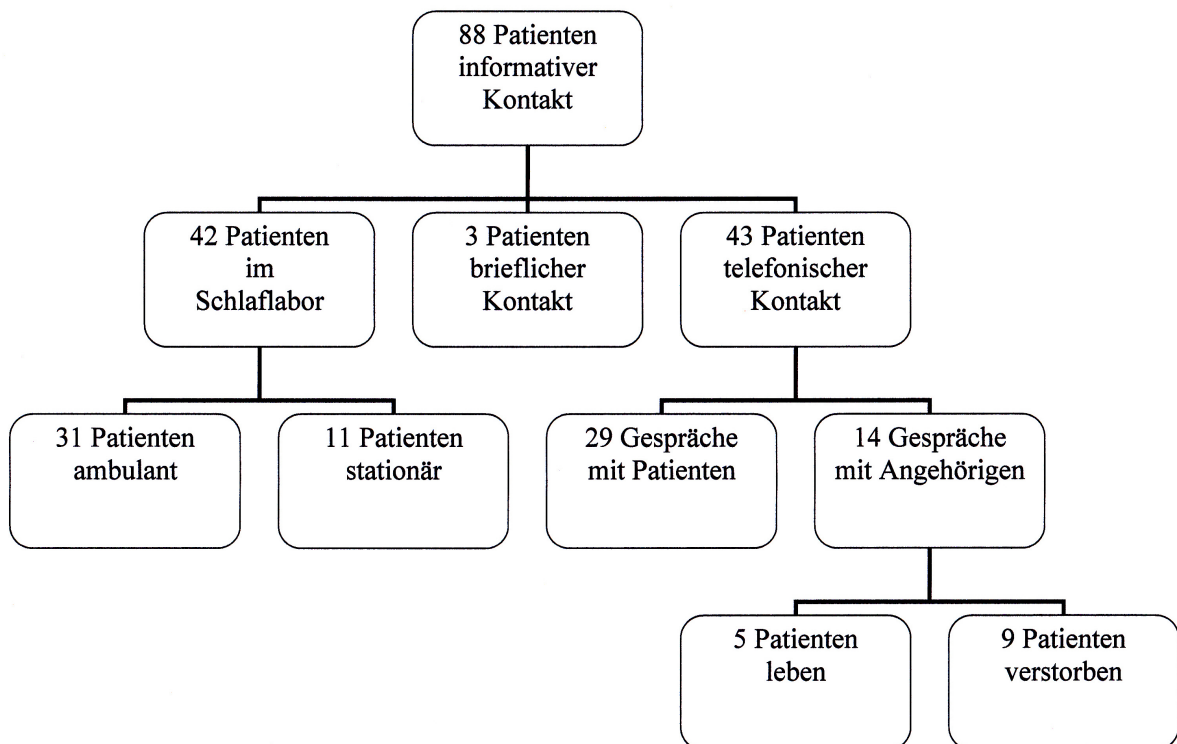 88 Patienten
informativer
Kontakt
42 Patienten
im
Schlaflabor
3 Patienten
brieflicher
Kontakt
43 Patienten
telefonischer
Kontakt
31 Patienten
ambulant
11 Patienten
stationär
29 Gespräche
mit Patienten
14 Gespräche
mit Angehörigen
5 Patienten
leben
9 Patienten
verstorben